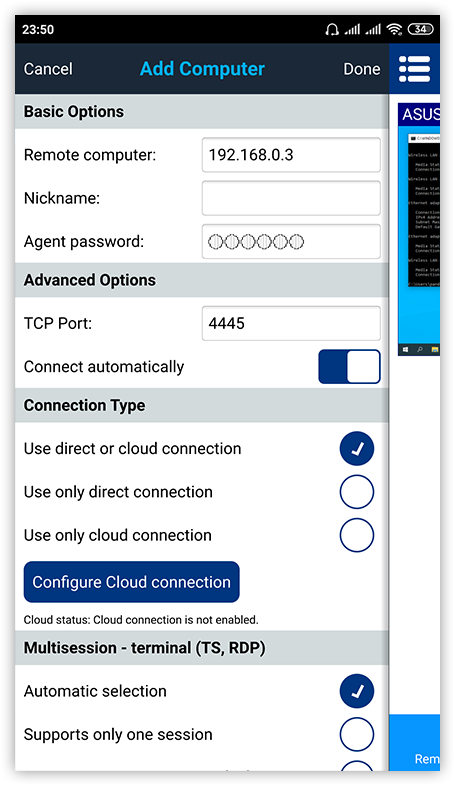 23:50
34
Cancel
Add Computer
Done
Basic Options
ASUS
Remote computer:
192.168.0.3
Nickname:
Agent password:
Advanced Options
TCP Port:
4445
Connect automatically
Connection Type
Use direct or cloud connection
Use only direct connection
Use only cloud connection
Configure Cloud connection
Cloud status: Cloud connection is not enabled.
Multisession - terminal (TS, RDP)
Automatic selection
Supports only one session
Rem